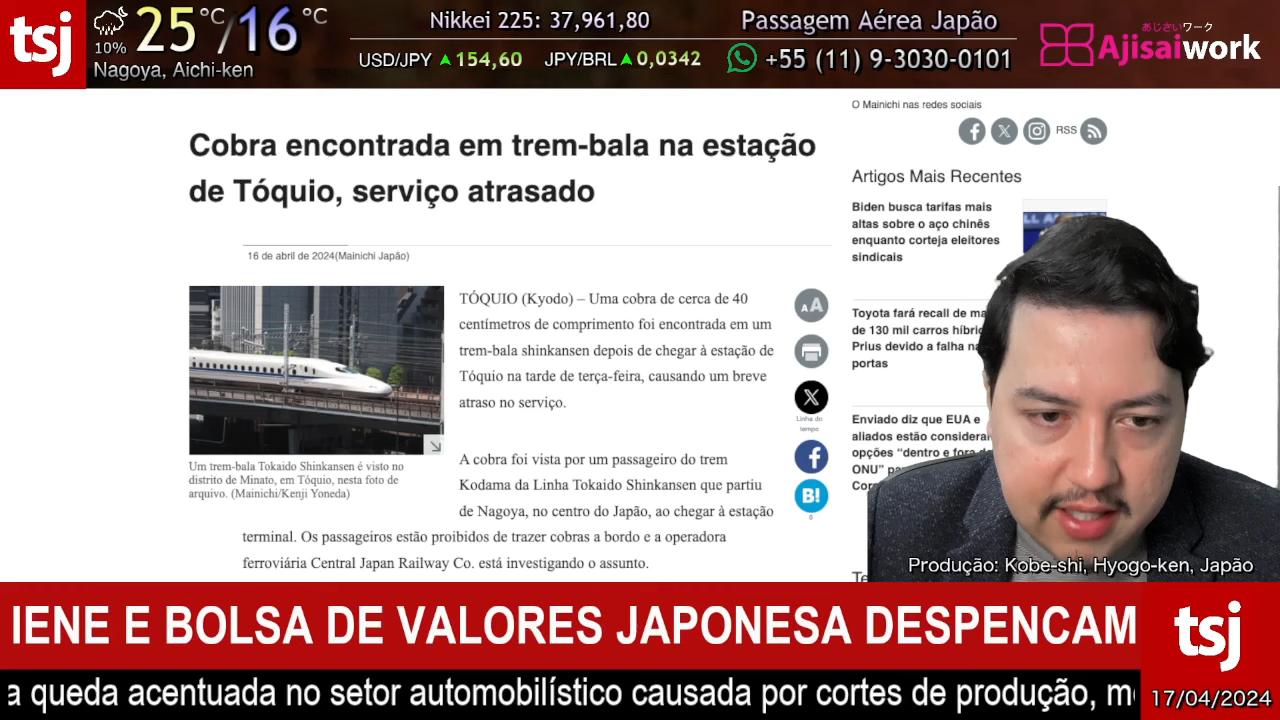 tsj
10%
25°C/16°C
Nagoya, Aichi-ken
Nikkei 225: 37,961,80
USD/JPY 154,60 JPY/BRL 0,0342
Passagem Aérea Japão
+55 (11) 9-3030-0101
あじさいワーク
Ajisaiwork
Cobra encontrada em trem-bala na estação
de Tóquio, serviço atrasado
16 de abril de 2024(Mainichi Japão)
Um trem-bala Tokaido Shinkansen é visto no
distrito de Minato, em Tóquio, nesta foto de
arquivo. (Mainichi/Kenji Yoneda)
TÓQUIO (Kyodo) – Uma cobra de cerca de 40
centímetros de comprimento foi encontrada em um
trem-bala shinkansen depois de chegar à estação de
Tóquio na tarde de terça-feira, causando um breve
atraso no serviço.
A cobra foi vista por um passageiro do trem
Kodama da Linha Tokaido Shinkansen que partiu
de Nagoya, no centro do Japão, ao chegar à estação
terminal. Os passageiros estão proibidos de trazer cobras a bordo e a operadora
ferroviária Central Japan Railway Co. está investigando o assunto.
AA
X
Linha do
tempo
f
B!
0
O Mainichi nas redes sociais
RSS
Artigos Mais Recentes
Biden busca tarifas mais
altas sobre o aço chinês
enquanto corteja eleitores
sindicais
Toyota fará recall de ma
de 130 mil carros híbri
Prius devido a falha na
portas
Enviado diz que EUA e
aliados estão considera
opções “dentro e fora d
ONU” pa
Cor
Te
Produção: Kobe-shi, Hyogo-ken, Japão
IENE E BOLSA DE VALORES JAPONESA DESPENCAM
tsj
a queda acentuada no setor automobilístico causada por cortes de produção, m
17/04/2024